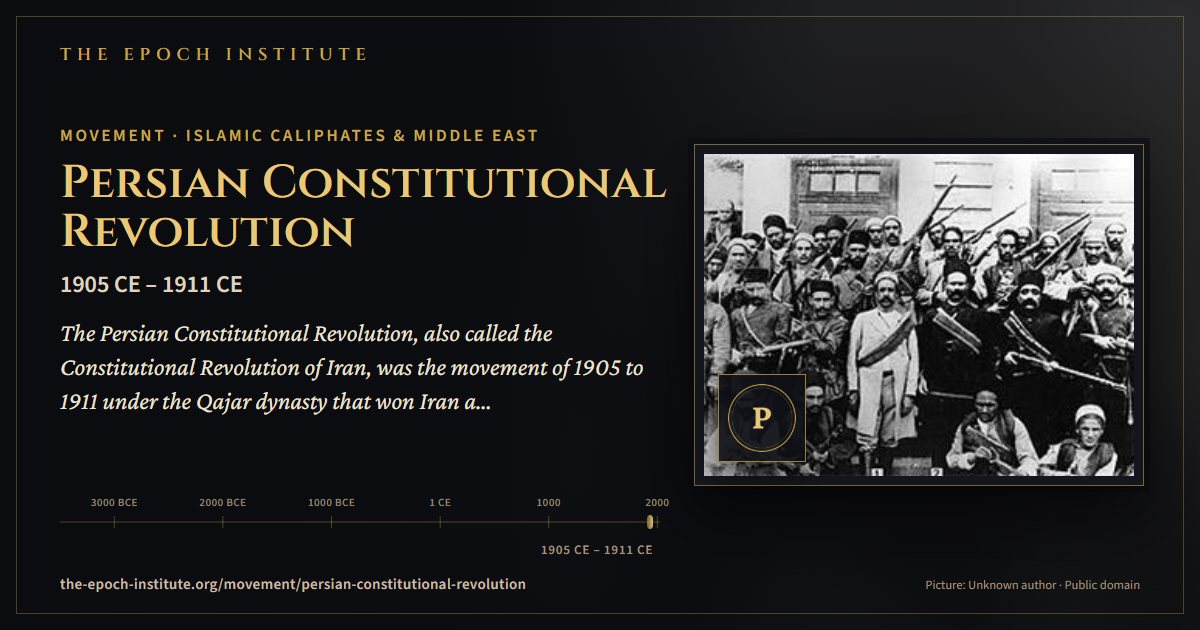 THE EPOCH INSTITUTE
MOVEMENT · ISLAMIC CALIPHATES & MIDDLE EAST
PERSIAN CONSTITUTIONAL
REVOLUTION
1905 CE – 1911 CE
The Persian Constitutional Revolution, also called the
Constitutional Revolution of Iran, was the movement of 1905 to
1911 under the Qajar dynasty that won Iran a...
P
1 2
3000 BCE 2000 BCE 1000 BCE 1 CE 1000 2000
1905 CE – 1911 CE
the-epoch-institute.org/movement/persian-constitutional-revolution
Picture: Unknown author · Public domain